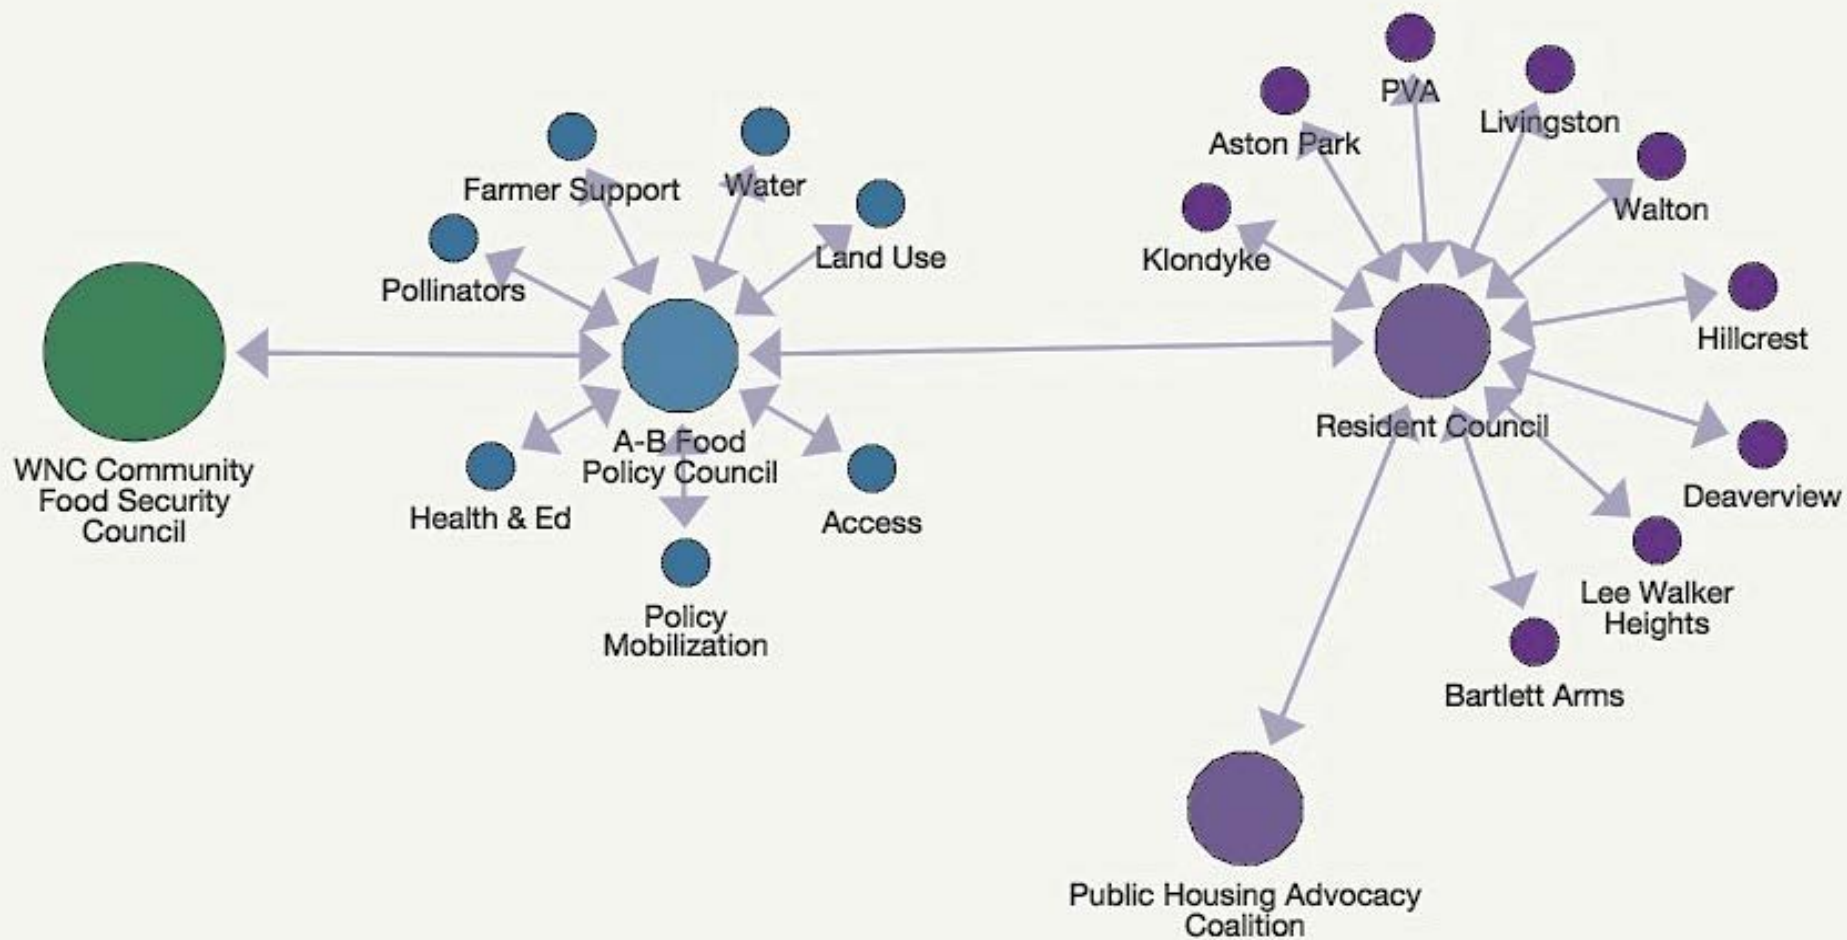 PVA
Livingston
Aston Park
Farmer Support
Water
Walton
Land Use
Klondyke
Pollinators
Hillcrest
Resident Council
A-B Food
Policy Council
WNC Community
Food Security
Council
Deaverview
Health & Ed
Access
Lee Walker
Heights
Policy
Mobilization
Bartlett Arms
Public Housing Advocacy
Coalition